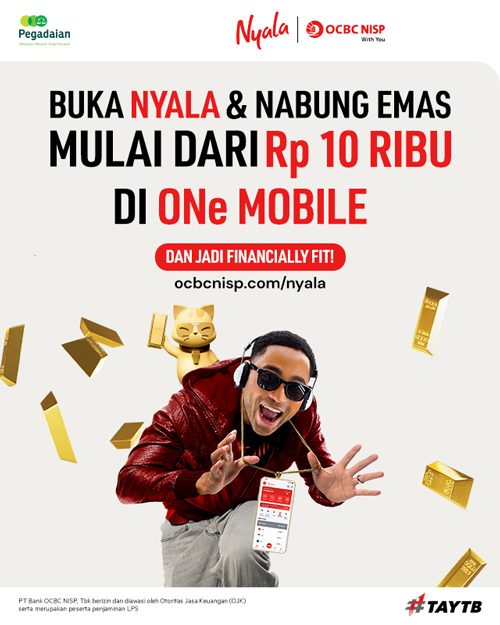 Pegadaian
Nyala
OCBC NISP
With You
BUKA NYALA & NABUNG EMAS
MULAI DARI Rp 10 RIBU
DI ONe MOBILE
DAN JADI FINANCIALLY FIT!
ocbcnisp.com/nyala
PT Bank OCBC NISP, Tbk berizin dan diawasi oleh Otoritas Jasa Keuangan (OJK)
serta merupakan peserta penjaminan LPS
#TAYTB